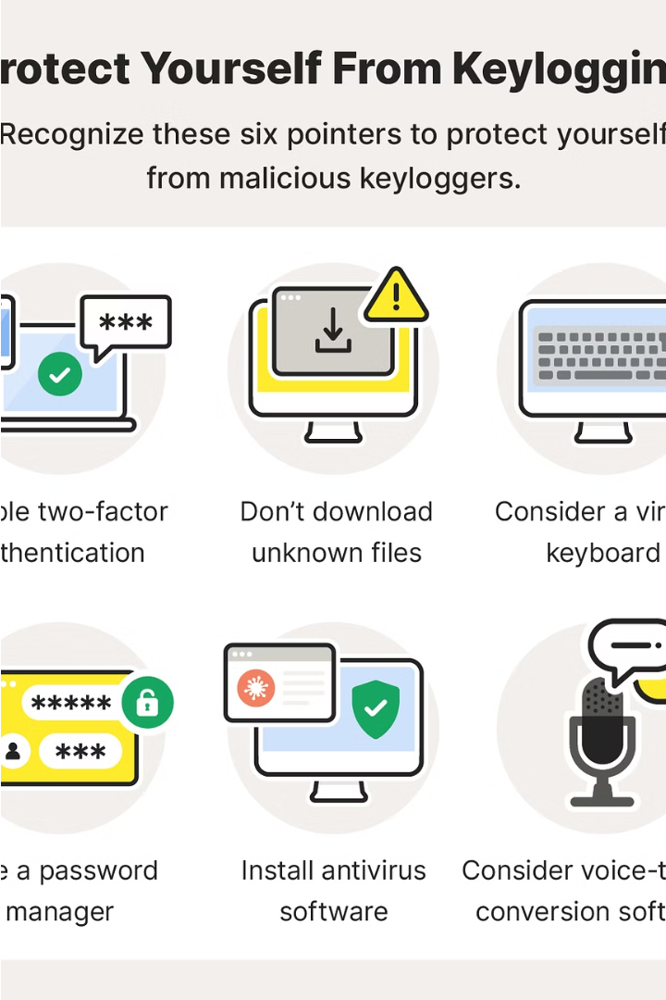 rotect Yourself From Keyloggin
Recognize these six pointers to protect yourself
from malicious keyloggers.
***
ble two-factor
thentication
Don’t download
unknown files
Consider a vir
keyboard
*****
***
e a password
manager
Install antivirus
software
Consider voice-t
conversion soft